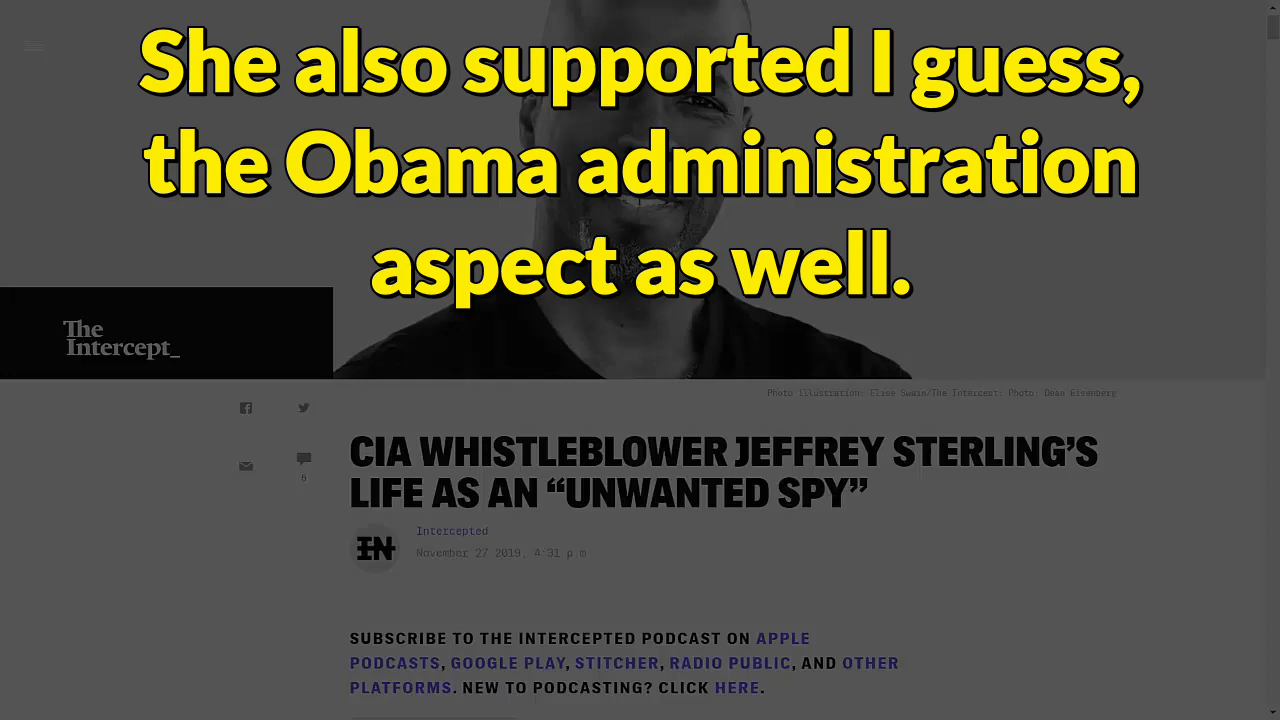 She also supported I guess,
the Obama administration
aspect as well.
The
Intercept_
Photo illustration: Elise Swain/The Intercept; Photo: Dean Eisenberg
CIA WHISTLEBLOWER JEFFREY STERLING’S
LIFE AS AN “UNWANTED SPY”
IN
Intercepted
November 27 2019, 4:31 p.m
6
SUBSCRIBE TO THE INTERCEPTED PODCAST ON APPLE
PODCASTS, GOOGLE PLAY, STITCHER, RADIO PUBLIC, AND OTHER
PLATFORMS. NEW TO PODCASTING? CLICK HERE.